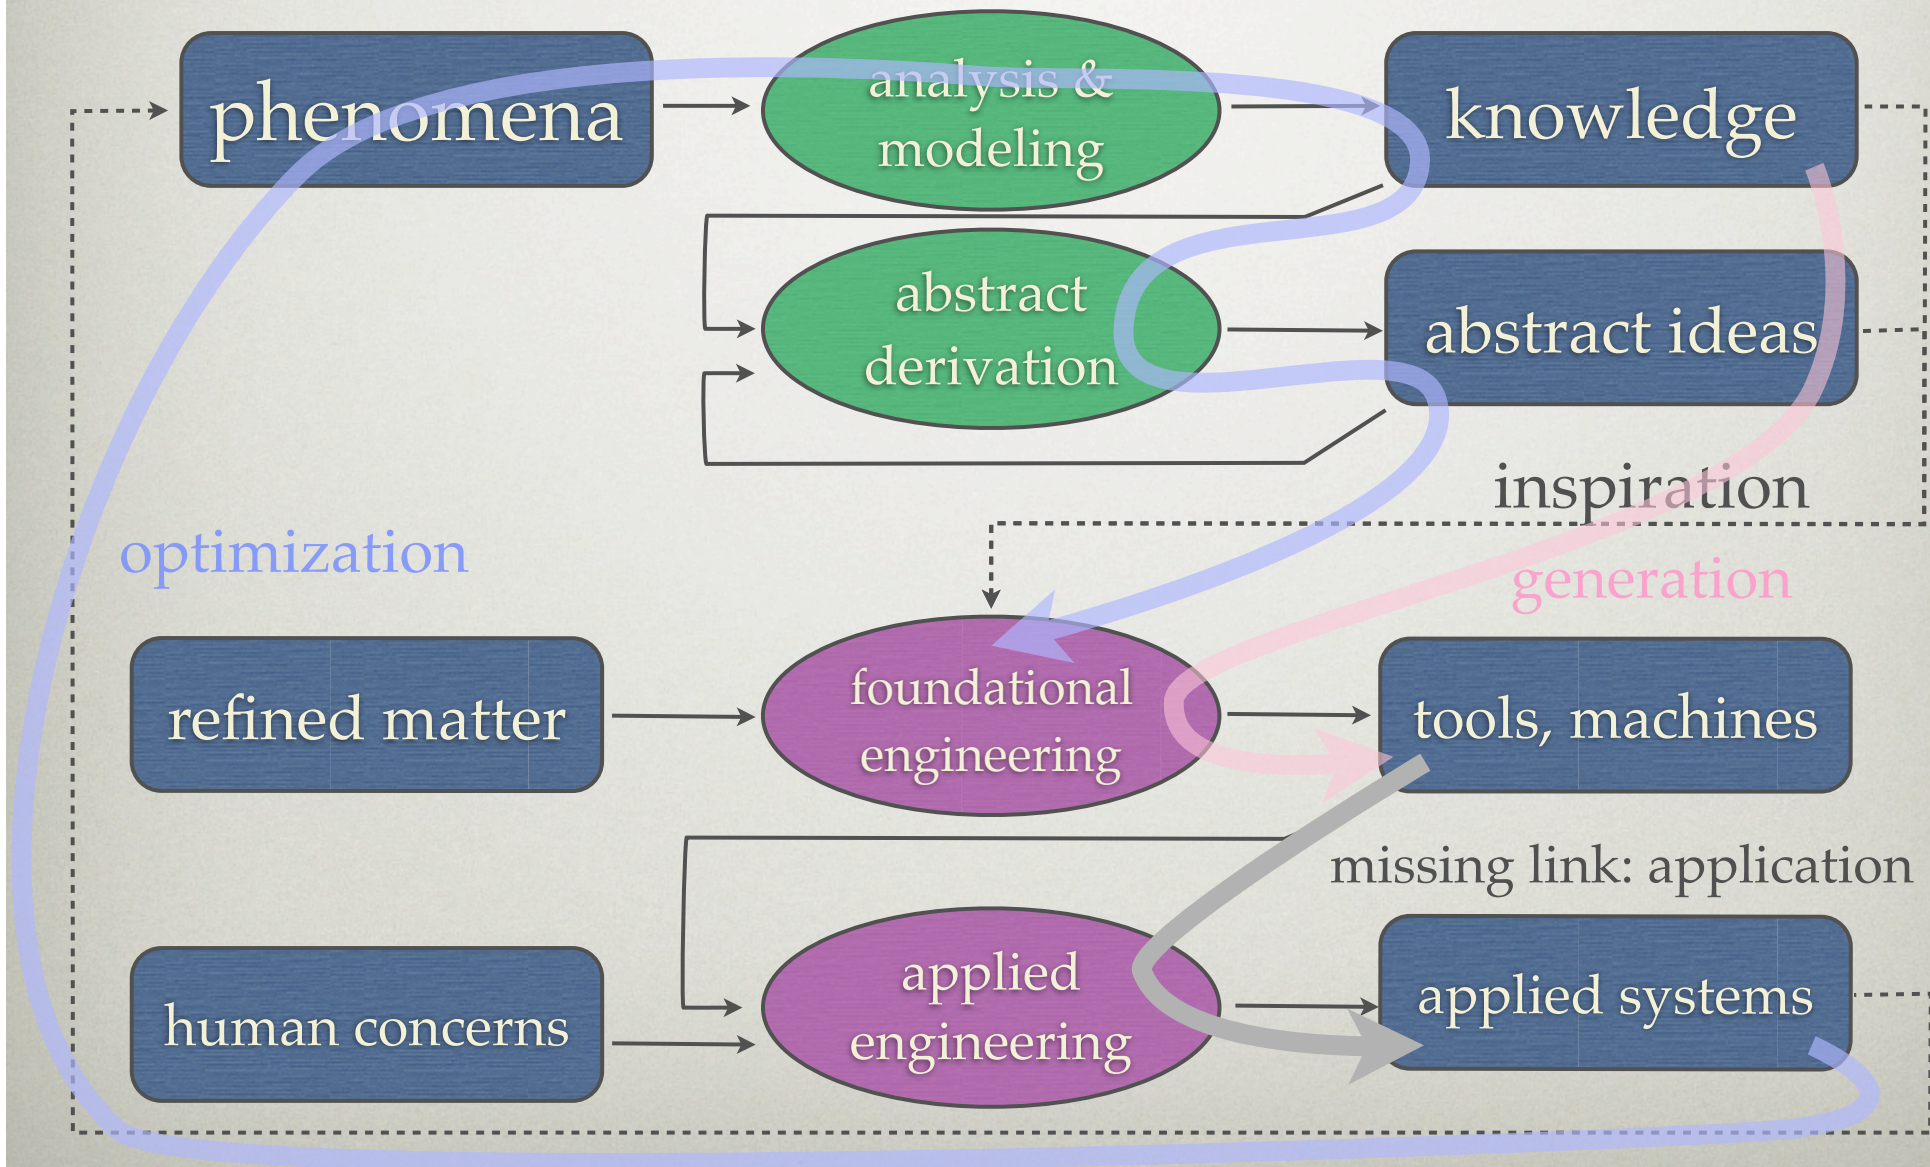 phenomena
analysis &
modeling
knowledge
abstract
derivation
abstract ideas
inspiration
optimization
generation
refined matter
foundational
engineering
tools, machines
missing link: application
human concerns
applied
engineering
applied systems